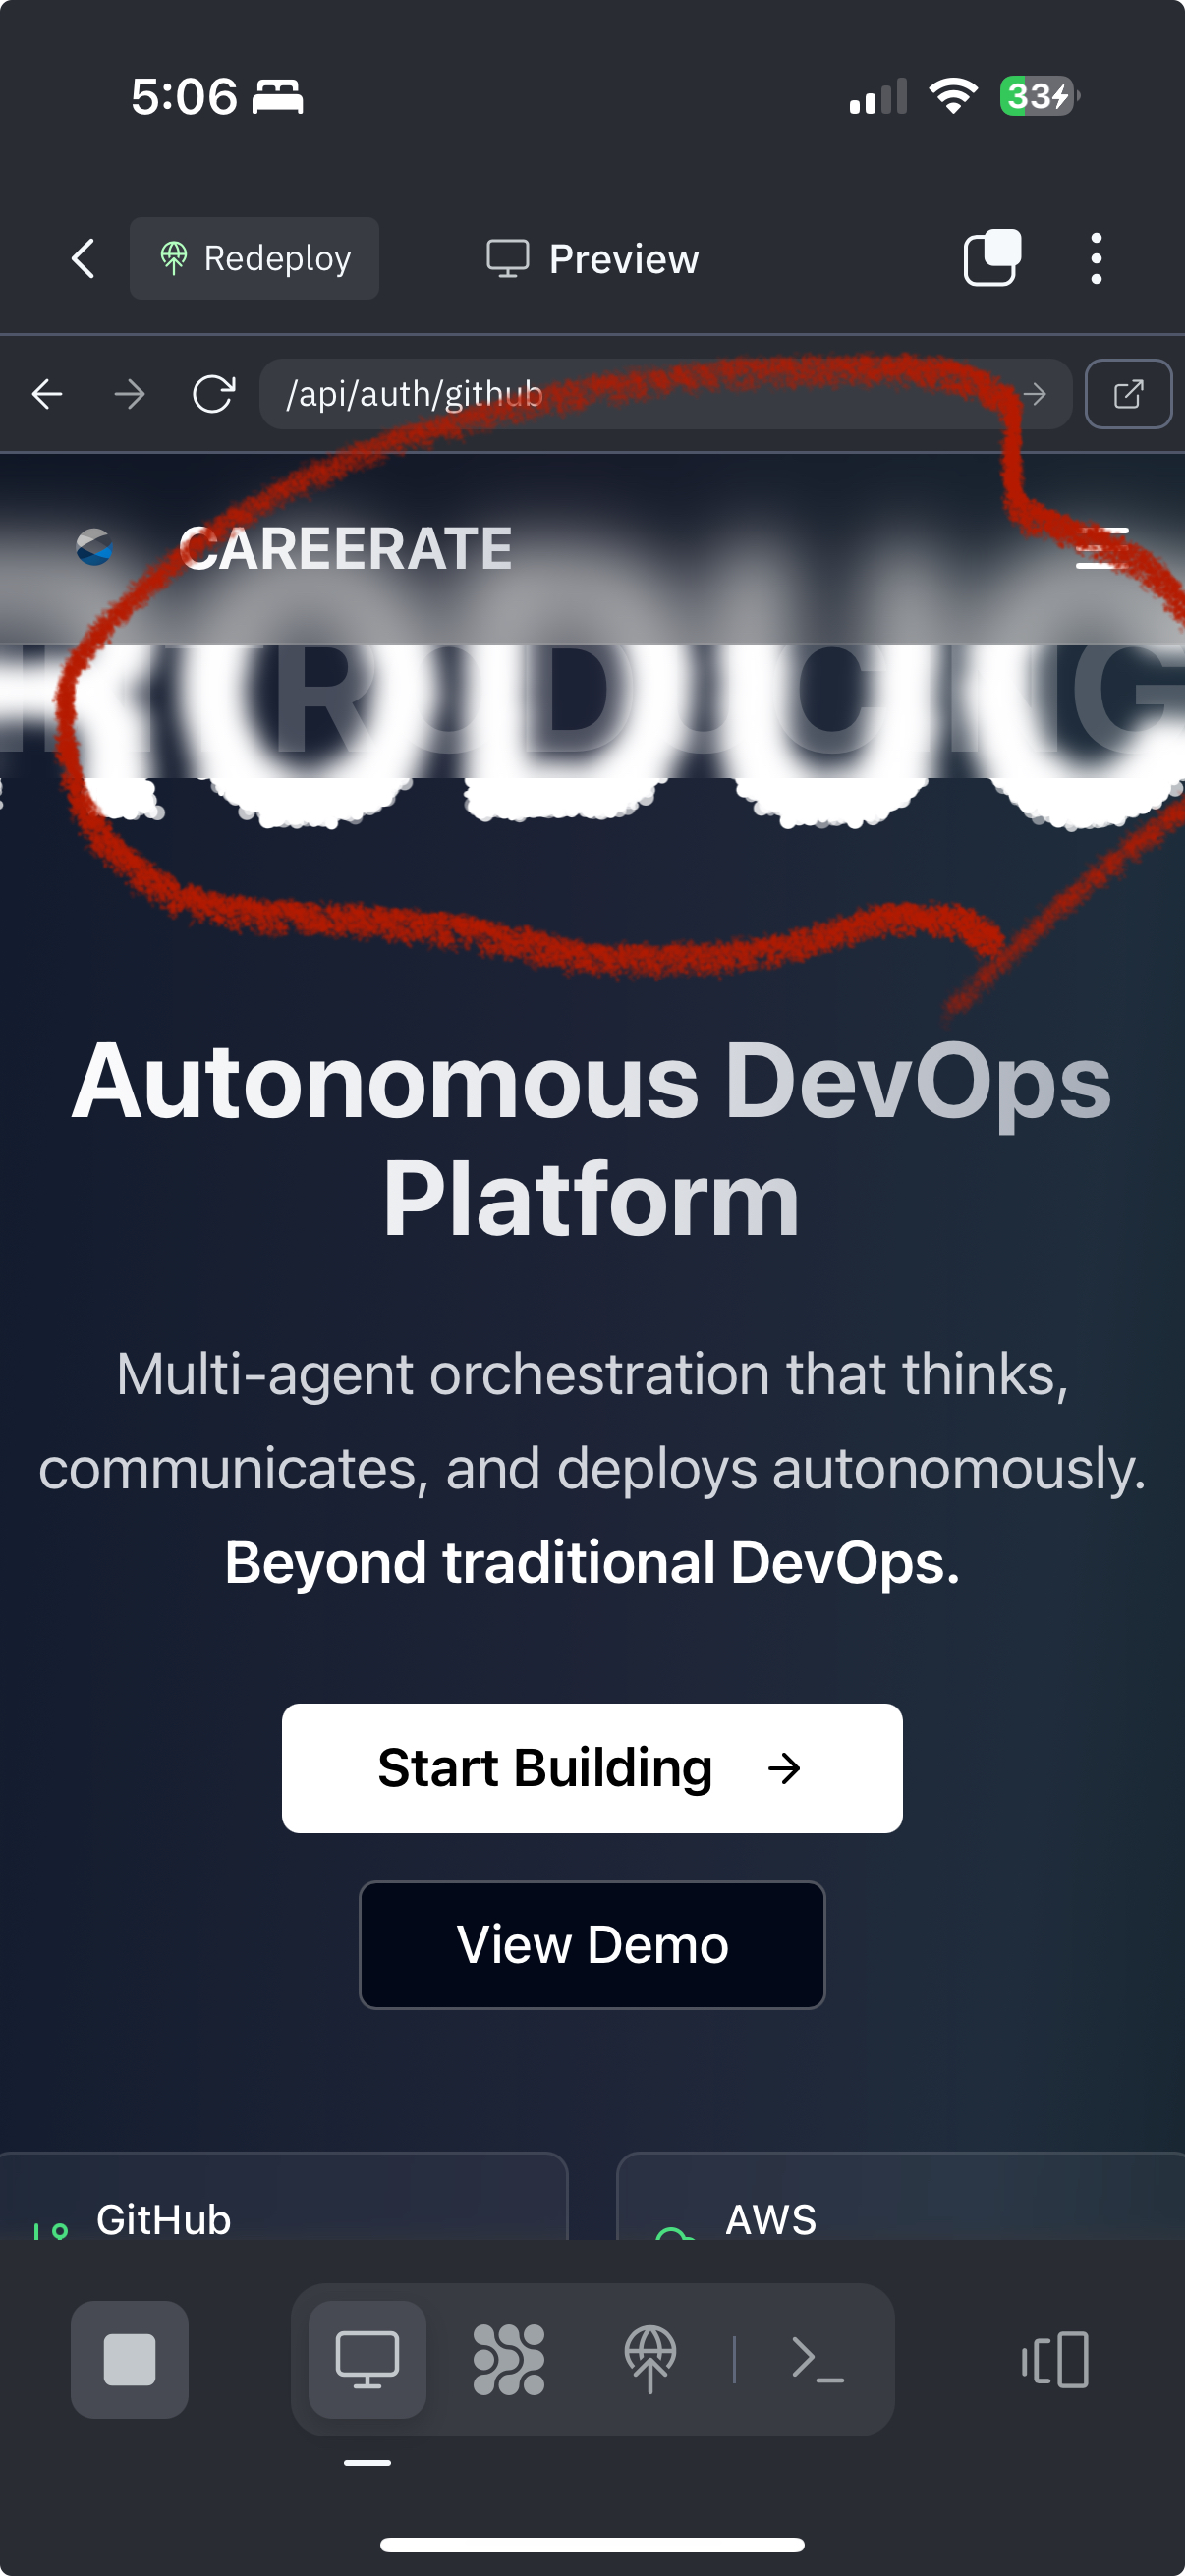 5:06
33
Redeploy
Preview
/api/auth/github
CAREERATE
Autonomous DevOps
Platform
Multi-agent orchestration that thinks,
communicates, and deploys autonomously.
Beyond traditional DevOps.
Start Building
View Demo
GitHub
AWS